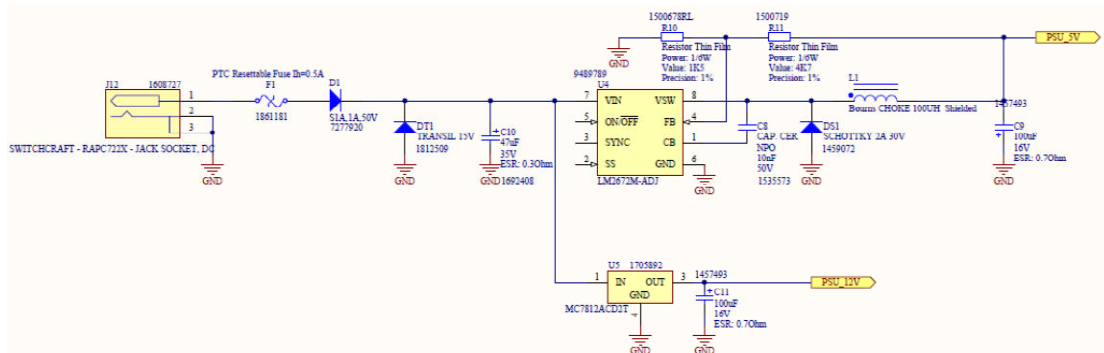 1500678RL
R10
Resistor Thin Film
Power: 1/6W
Value: 1K5
Precision: 1%
GND
1500719
R11
Resistor Thin Film
Power: 1/6W
Value: 4K7
Precision: 1%
PSU_5V
J12 1608727
1
2
3
SWITCHCRAFT - RAPC722X - JACK SOCKET, DC
GND
PTC Resettable Fuse Ih=0.5A
F1
1861181
D1
S1A,1A,50V
7277920
DT1
TRANSIL 15V
1812509
GND
C10
47uF
35V
ESR: 0.3Ohm
GND 1692408
9489789
U4
7 VIN VSW 8
5 ON/OFF FB 4
3 SYNC CB 1
2 SS GND 6
LM2672M-ADJ
GND
C8
CAP. CER
NPO
10nF
50V
1535573
DS1
SCHOTTKY 2A 30V
1459072
GND
L1
Bourns CHOKE 100UH Shielded
1457493
C9
100uF
16V
ESR: 0.7Ohm
GND
U5 1705892
1 IN OUT 3
GND
MC7812ACD2T
4
GND
1457493
C11
100uF
16V
ESR: 0.7Ohm
GND
PSU_12V